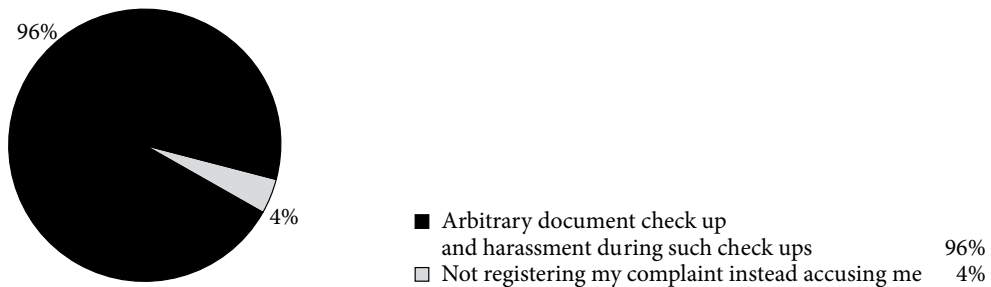 96%
4%
Arbitrary document check up
and harassment during such check ups 96%
Not registering my complaint instead accusing me 4%